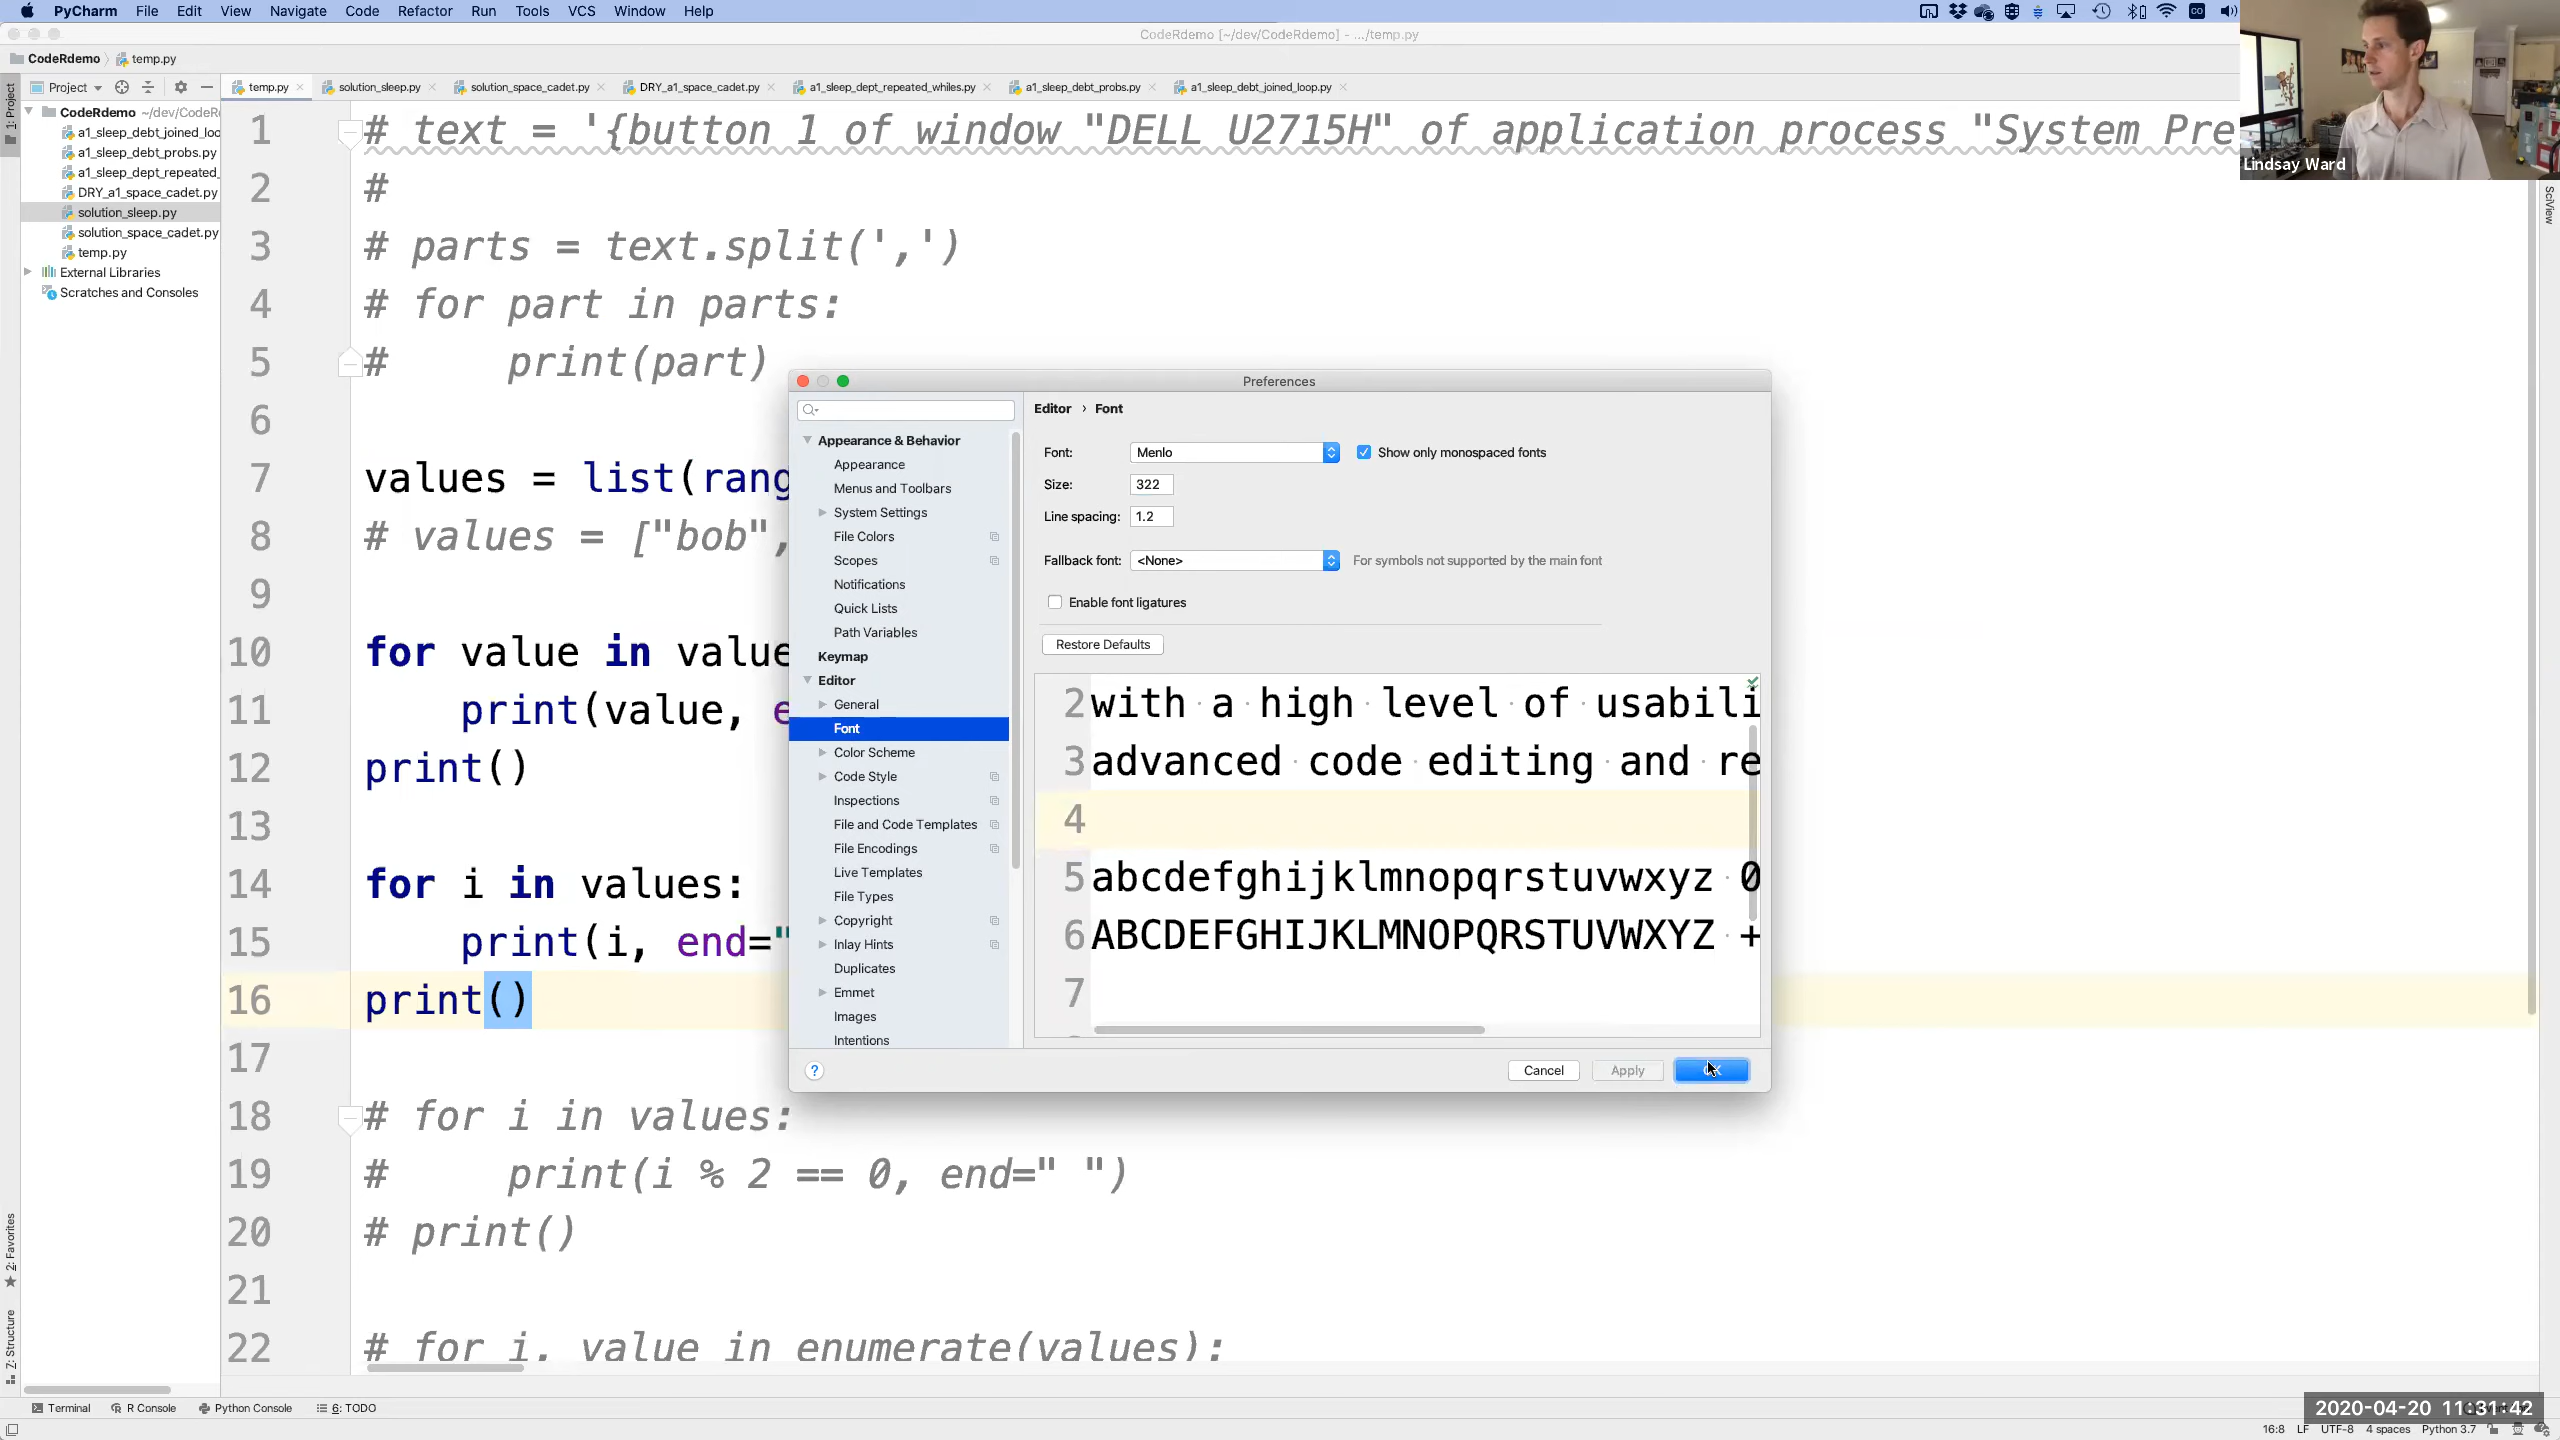 PyCharm File Edit View Navigate Code Refactor Run Tools VCS Window Help
CodeRdemo [~/dev/CodeRdemo] - .../temp.py
CodeRdemo temp.py
Project
temp.py solution_sleep.py solution_space_cadet.py DRY_a1_space_cadet.py a1_sleep_dept_repeated_whiles.py a1_sleep_debt_probs.py a1_sleep_debt_joined_loop.py
1: Project
CodeRdemo ~/dev/CodeR
a1_sleep_debt_joined_loo
a1_sleep_debt_probs.py
a1_sleep_dept_repeated_
DRY_a1_space_cadet.py
solution_sleep.py
solution_space_cadet.py
temp.py
External Libraries
Scratches and Consoles
2: Favorites
Z: Structure
SciView
Lindsay Ward
1 # text = '{button 1 of window "DELL U2715H" of application process "System Pre
2 #
3 # parts = text.split(',')
4 # for part in parts:
5 #     print(part)
6
7 values = list(rang
8 # values = ["bob",
9
10 for value in value
11     print(value, e
12 print()
13
14 for i in values:
15     print(i, end="
16 print()
17
18 # for i in values:
19 #     print(i % 2 == 0, end=" ")
20 # print()
21
22 # for i, value in enumerate(values):
Preferences
Appearance & Behavior
Appearance
Menus and Toolbars
System Settings
File Colors
Scopes
Notifications
Quick Lists
Path Variables
Keymap
Editor
General
Font
Color Scheme
Code Style
Inspections
File and Code Templates
File Encodings
Live Templates
File Types
Copyright
Inlay Hints
Duplicates
Emmet
Images
Intentions
Editor › Font
Font: Menlo Show only monospaced fonts
Size: 322
Line spacing: 1.2
Fallback font: <None> For symbols not supported by the main font
Enable font ligatures
Restore Defaults
2 with a high level of usabili
3 advanced code editing and re
4
5 abcdefghijklmnopqrstuvwxyz 0
6 ABCDEFGHIJKLMNOPQRSTUVWXYZ +
7
? Cancel Apply
Terminal R Console Python Console 6: TODO
2020-04-20 11:31:42
16:8 LF UTF-8 4 spaces Python 3.7